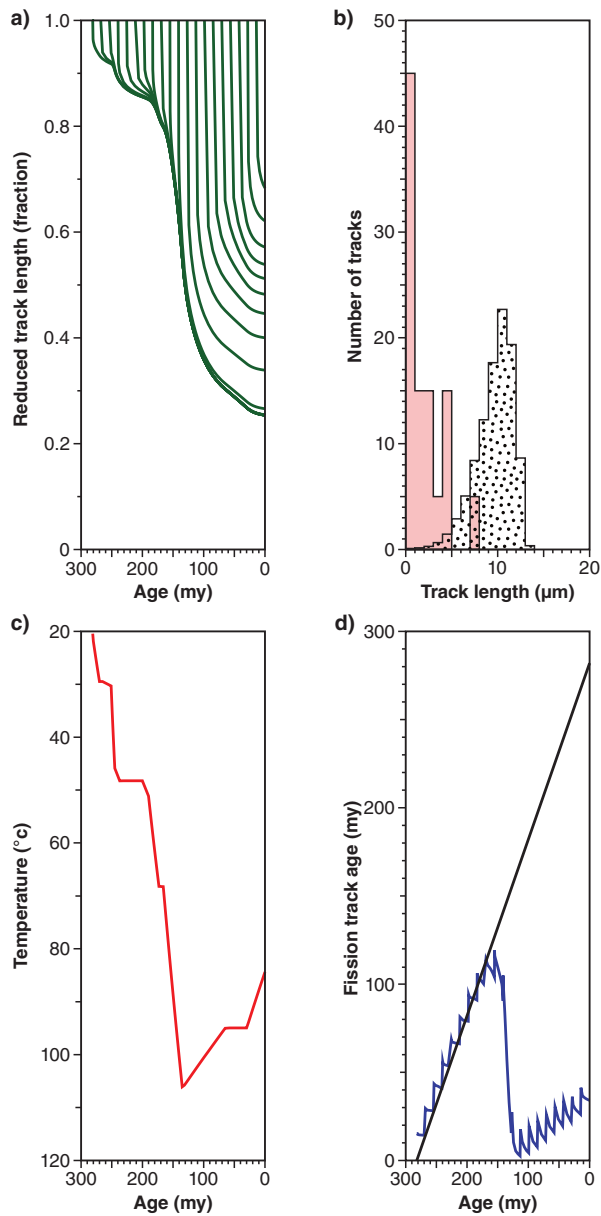 a)
1.0
0.8
0.6
0.4
0.2
0
Reduced track length (fraction)
300 200 100 0
Age (my)
b)
50
40
30
20
10
0
Number of tracks
0 10 20
Track length (µm)
c)
20
40
60
80
100
120
Temperature (°c)
300 200 100 0
Age (my)
d)
300
200
100
0
Fission track age (my)
300 200 100 0
Age (my)